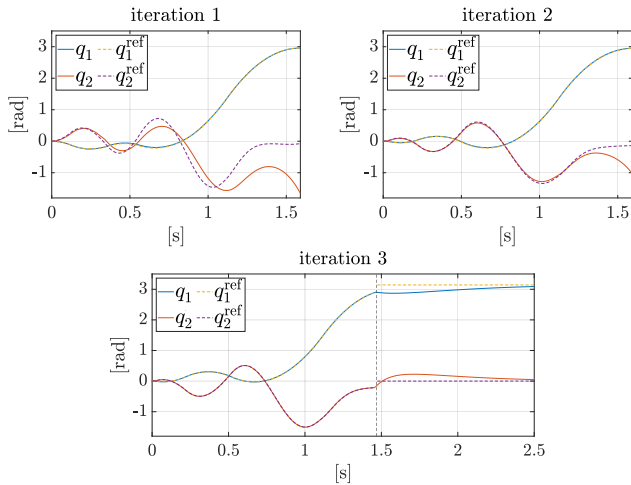 iteration 1
q₁ q₁ʳᵉᶠ
q₂ q₂ʳᵉᶠ
[rad]
3
2
1
0
-1
0 0.5 1 1.5
[s]
iteration 2
q₁ q₁ʳᵉᶠ
q₂ q₂ʳᵉᶠ
[rad]
3
2
1
0
-1
0 0.5 1 1.5
[s]
iteration 3
q₁ q₁ʳᵉᶠ
q₂ q₂ʳᵉᶠ
[rad]
3
2
1
0
-1
0 0.5 1 1.5 2 2.5
[s]